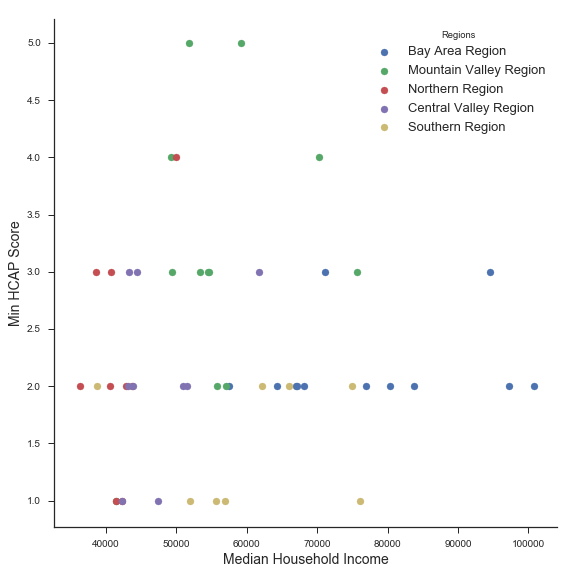 Regions
Bay Area Region
Mountain Valley Region
Northern Region
Central Valley Region
Southern Region
5.0
4.5
4.0
3.5
3.0
2.5
2.0
1.5
1.0
Min HCAP Score
40000 50000 60000 70000 80000 90000 100000
Median Household Income